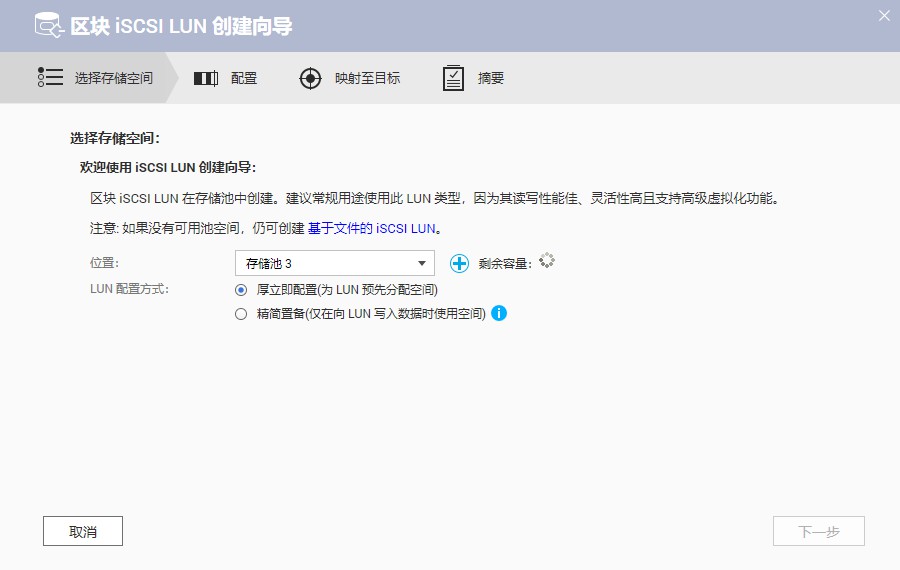 区块 iSCSI LUN 创建向导
选择存储空间 配置 映射至目标 摘要
选择存储空间:
欢迎使用 iSCSI LUN 创建向导:
区块 iSCSI LUN 在存储池中创建。建议常规用途使用此 LUN 类型，因为其读写性能佳、灵活性高且支持高级虚拟化功能。
注意: 如果没有可用池空间，仍可创建 基于文件的 iSCSI LUN。
位置: 存储池 3 剩余容量:
LUN 配置方式: 厚立即配置(为 LUN 预先分配空间)
精简置备(仅在向 LUN 写入数据时使用空间)
取消 下一步